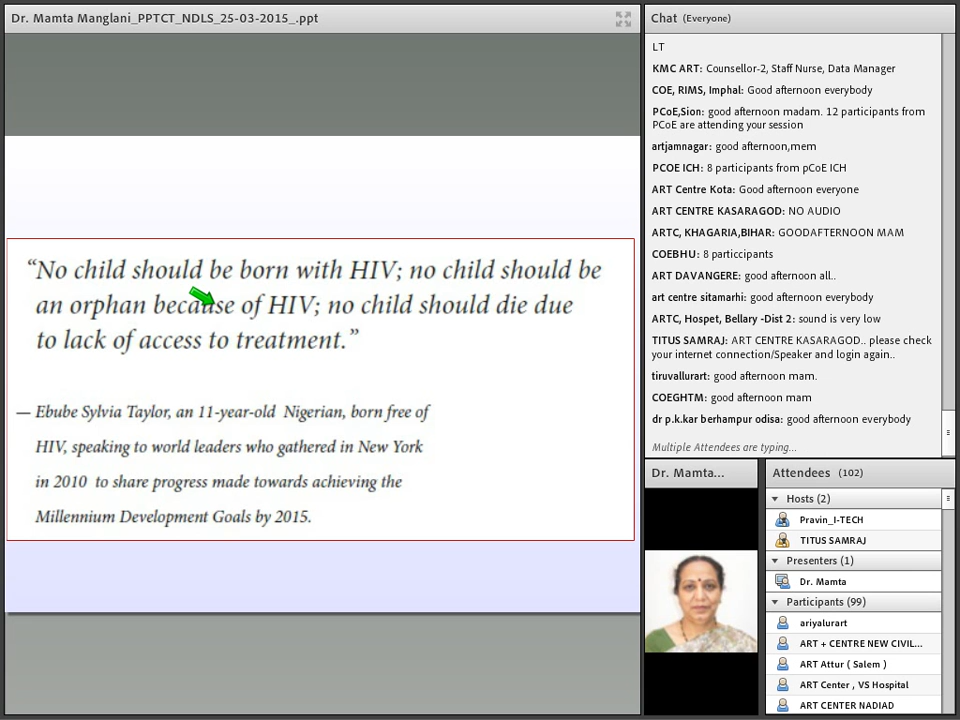 Dr. Mamta Manglani_PPTCT_NDLS_25-03-2015_.ppt
“No child should be born with HIV; no child should be
an orphan because of HIV; no child should die due
to lack of access to treatment.”
— Ebube Sylvia Taylor, an 11-year-old Nigerian, born free of
HIV, speaking to world leaders who gathered in New York
in 2010 to share progress made towards achieving the
Millennium Development Goals by 2015.
Chat (Everyone)
LT
KMC ART: Counsellor-2, Staff Nurse, Data Manager
COE, RIMS, Imphal: Good afternoon everybody
PCoE,Sion: good afternoon madam. 12 participants from
PCoE are attending your session
artjamnagar: good afternoon,mem
PCOE ICH: 8 participants from pCoE ICH
ART Centre Kota: Good afternoon everyone
ART CENTRE KASARAGOD: NO AUDIO
ARTC, KHAGARIA,BIHAR: GOODAFTERNOON MAM
COEBHU: 8 particcipants
ART DAVANGERE: good afternoon all..
art centre sitamarhi: good afternoon everybody
ARTC, Hospet, Bellary -Dist 2: sound is very low
TITUS SAMRAJ: ART CENTRE KASARAGOD.. please check
your internet connection/Speaker and login again..
tiruvallurart: good afternoon mam.
COEGHTM: good afternoon mam
dr p.k.kar berhampur odisa: good afternoon everybody
Multiple Attendees are typing...
Dr. Mamta...
Attendees (102)
Hosts (2)
Pravin_I-TECH
TITUS SAMRAJ
Presenters (1)
Dr. Mamta
Participants (99)
ariyalurart
ART + CENTRE NEW CIVIL...
ART Attur ( Salem )
ART Center , VS Hospital
ART CENTER NADIAD